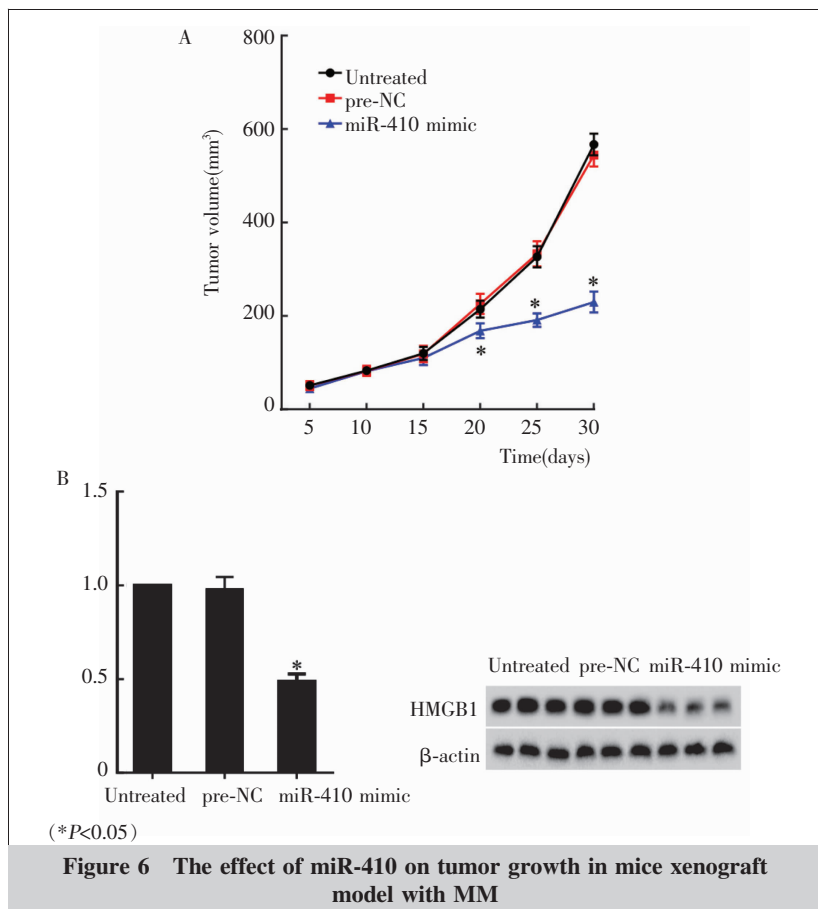 A
800
600
400
200
0
Tumor volume(mm³)
Untreated
pre-NC
miR-410 mimic
*
*
*
5 10 15 20 25 30
Time(days)
B
1.5
1.0
0.5
0
*
Untreated pre-NC miR-410 mimic
Untreated pre-NC miR-410 mimic
HMGB1
β-actin
(*P<0.05)
Figure 6 The effect of miR-410 on tumor growth in mice xenograft
model with MM